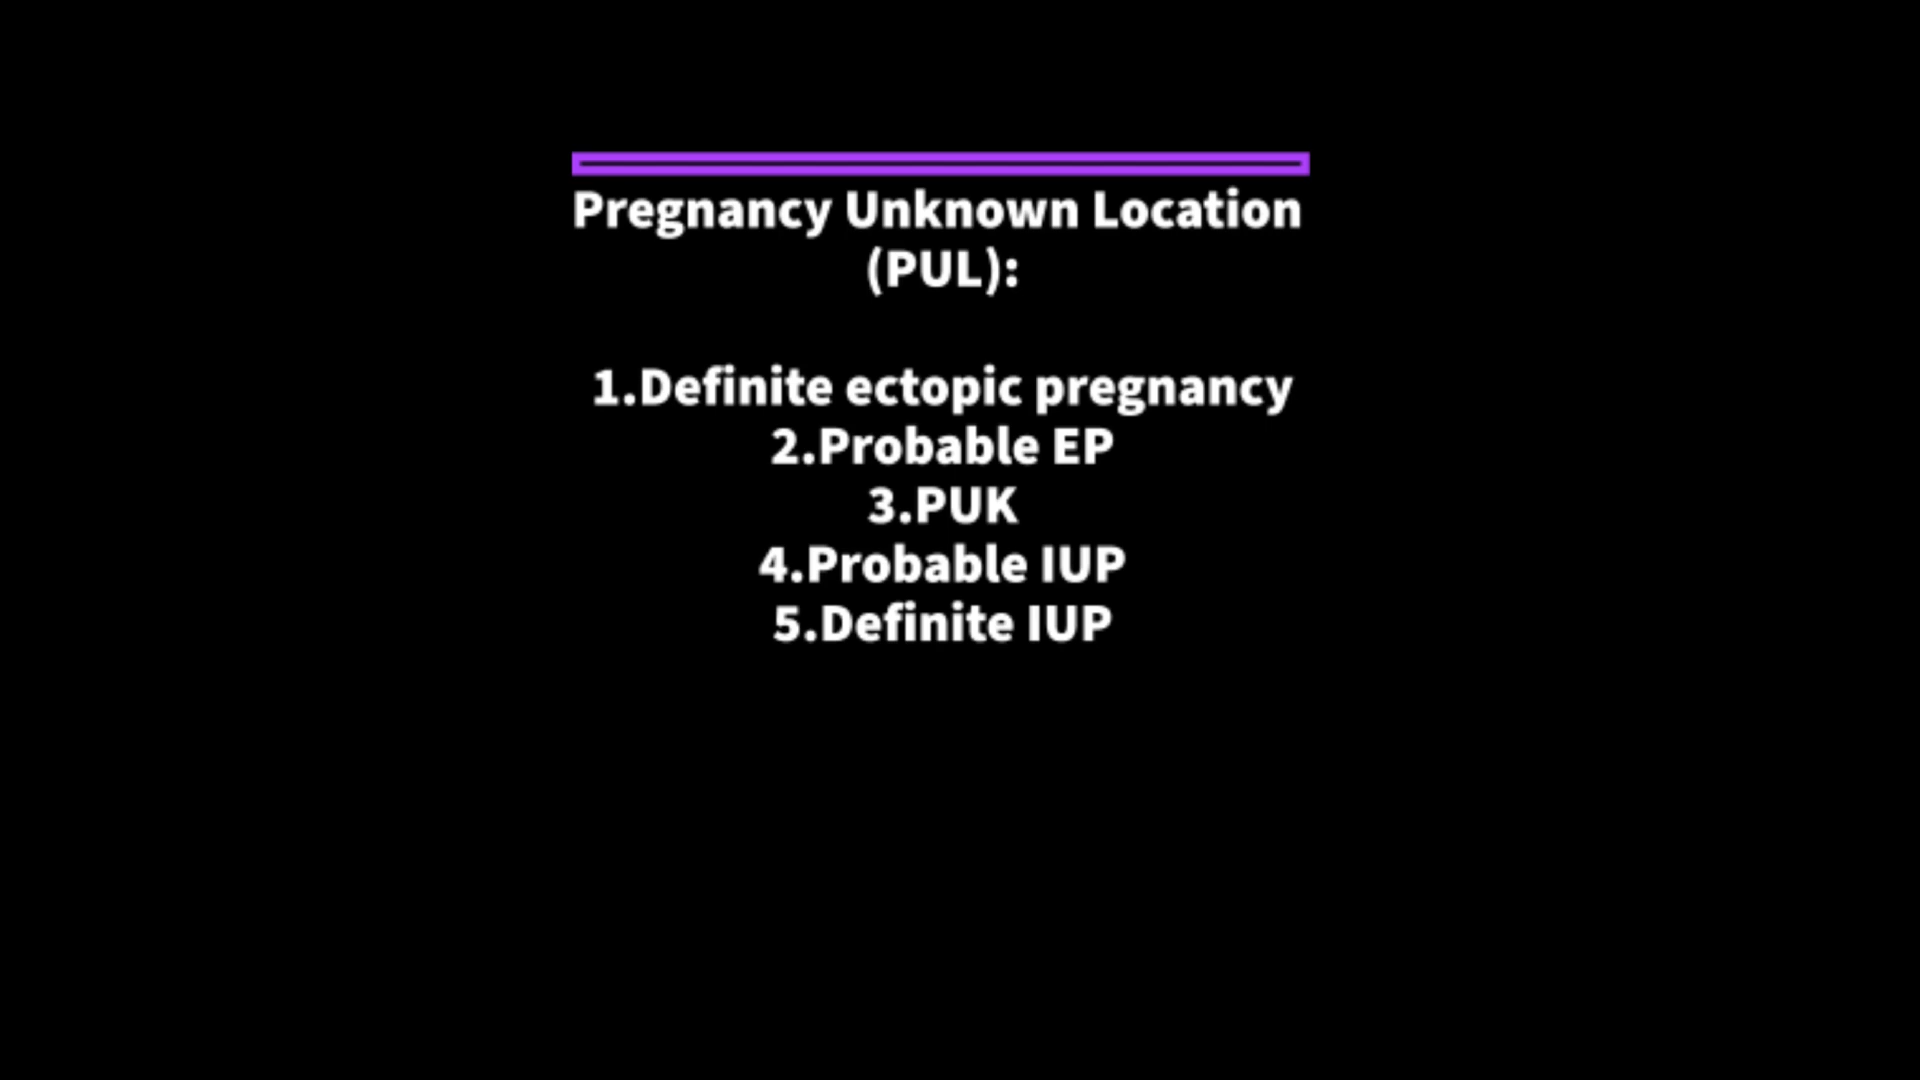 Pregnancy Unknown Location
(PUL):
1.Definite ectopic pregnancy
2.Probable EP
3.PUK
4.Probable IUP
5.Definite IUP